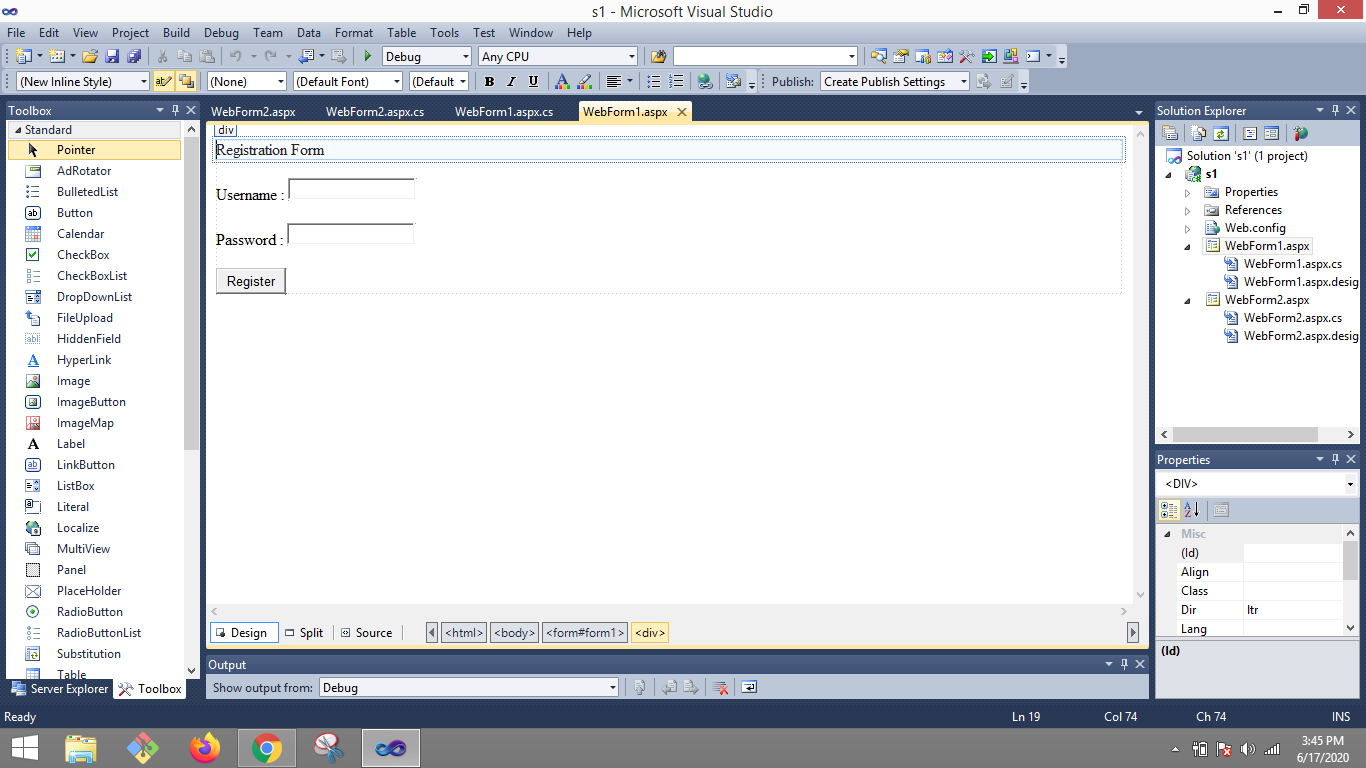 s1 - Microsoft Visual Studio
File Edit View Project Build Debug Team Data Format Table Tools Test Window Help
Debug Any CPU
(New Inline Style) (None) (Default Font) (Default B I U A Publish: Create Publish Settings
Toolbox
Standard
Pointer
AdRotator
BulletedList
Button
Calendar
CheckBox
CheckBoxList
DropDownList
FileUpload
HiddenField
HyperLink
Image
ImageButton
ImageMap
Label
LinkButton
ListBox
Literal
Localize
MultiView
Panel
PlaceHolder
RadioButton
RadioButtonList
Substitution
Table
Server Explorer Toolbox
WebForm2.aspx WebForm2.aspx.cs WebForm1.aspx.cs WebForm1.aspx
div
Registration Form
Username :
Password :
Register
Design Split Source <html> <body> <form#form1> <div>
Output
Show output from: Debug
Solution Explorer
Solution 's1' (1 project)
s1
Properties
References
Web.config
WebForm1.aspx
WebForm1.aspx.cs
WebForm1.aspx.desig
WebForm2.aspx
WebForm2.aspx.cs
WebForm2.aspx.desig
Properties
<DIV>
Misc
(Id)
Align
Class
Dir ltr
Lang
(Id)
Ready Ln 19 Col 74 Ch 74 INS
3:45 PM
6/17/2020